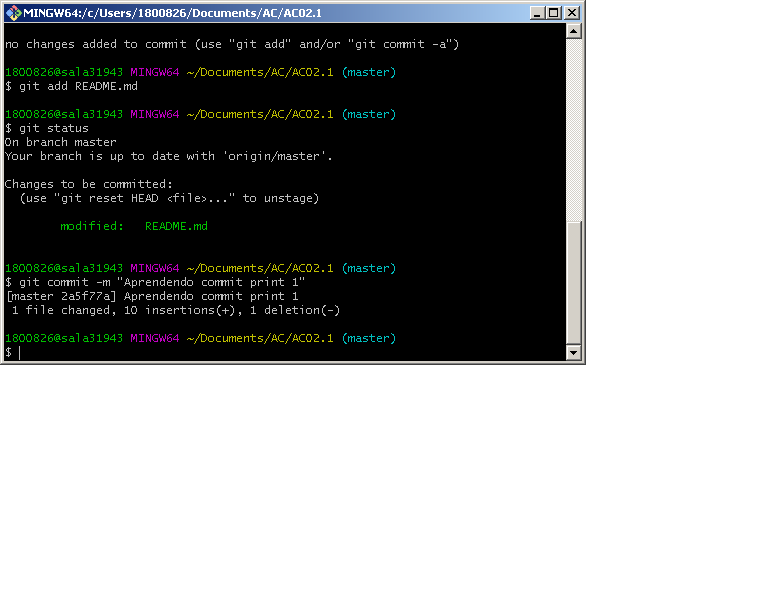 MINGW64:/c/Users/1800826/Documents/AC/AC02.1
no changes added to commit (use "git add" and/or "git commit -a")
1800826@sala31943 MINGW64 ~/Documents/AC/AC02.1 (master)
$ git add README.md
1800826@sala31943 MINGW64 ~/Documents/AC/AC02.1 (master)
$ git status
On branch master
Your branch is up to date with 'origin/master'.
Changes to be committed:
  (use "git reset HEAD <file>..." to unstage)
        modified:   README.md
1800826@sala31943 MINGW64 ~/Documents/AC/AC02.1 (master)
$ git commit -m "Aprendendo commit print 1"
[master 2a5f77a] Aprendendo commit print 1
 1 file changed, 10 insertions(+), 1 deletion(-)
1800826@sala31943 MINGW64 ~/Documents/AC/AC02.1 (master)
$